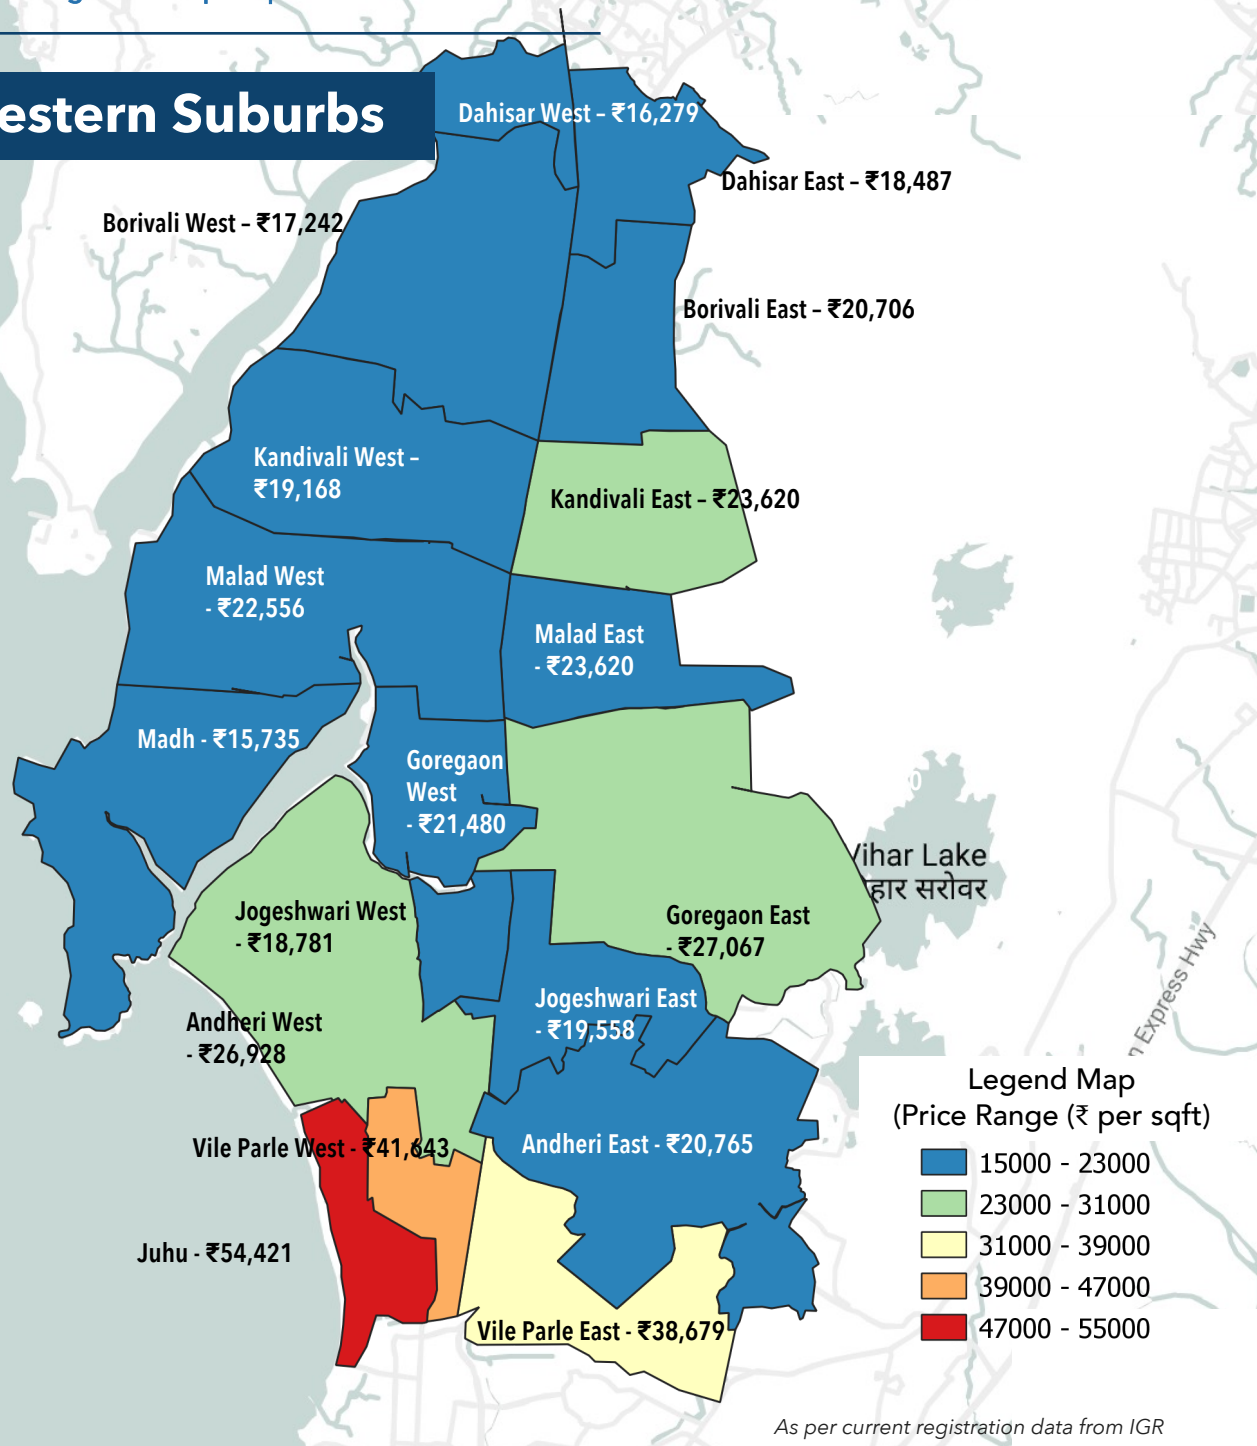 estern Suburbs
Dahisar West – ₹16,279
Dahisar East – ₹18,487
Borivali West – ₹17,242
Borivali East – ₹20,706
Kandivali West –
₹19,168
Kandivali East – ₹23,620
Malad West
- ₹22,556
Malad East
- ₹23,620
Madh - ₹15,735
Goregaon
West
- ₹21,480
0
Vihar Lake
हार सरोवर
Jogeshwari West
- ₹18,781
Goregaon East
- ₹27,067
Jogeshwari East
- ₹19,558
Andheri West
- ₹26,928
n Express Hwy
Legend Map
(Price Range (₹ per sqft)
15000 - 23000
23000 - 31000
31000 - 39000
39000 - 47000
47000 - 55000
Vile Parle West - ₹41,643
Andheri East - ₹20,765
Juhu - ₹54,421
Vile Parle East - ₹38,679
As per current registration data from IGR